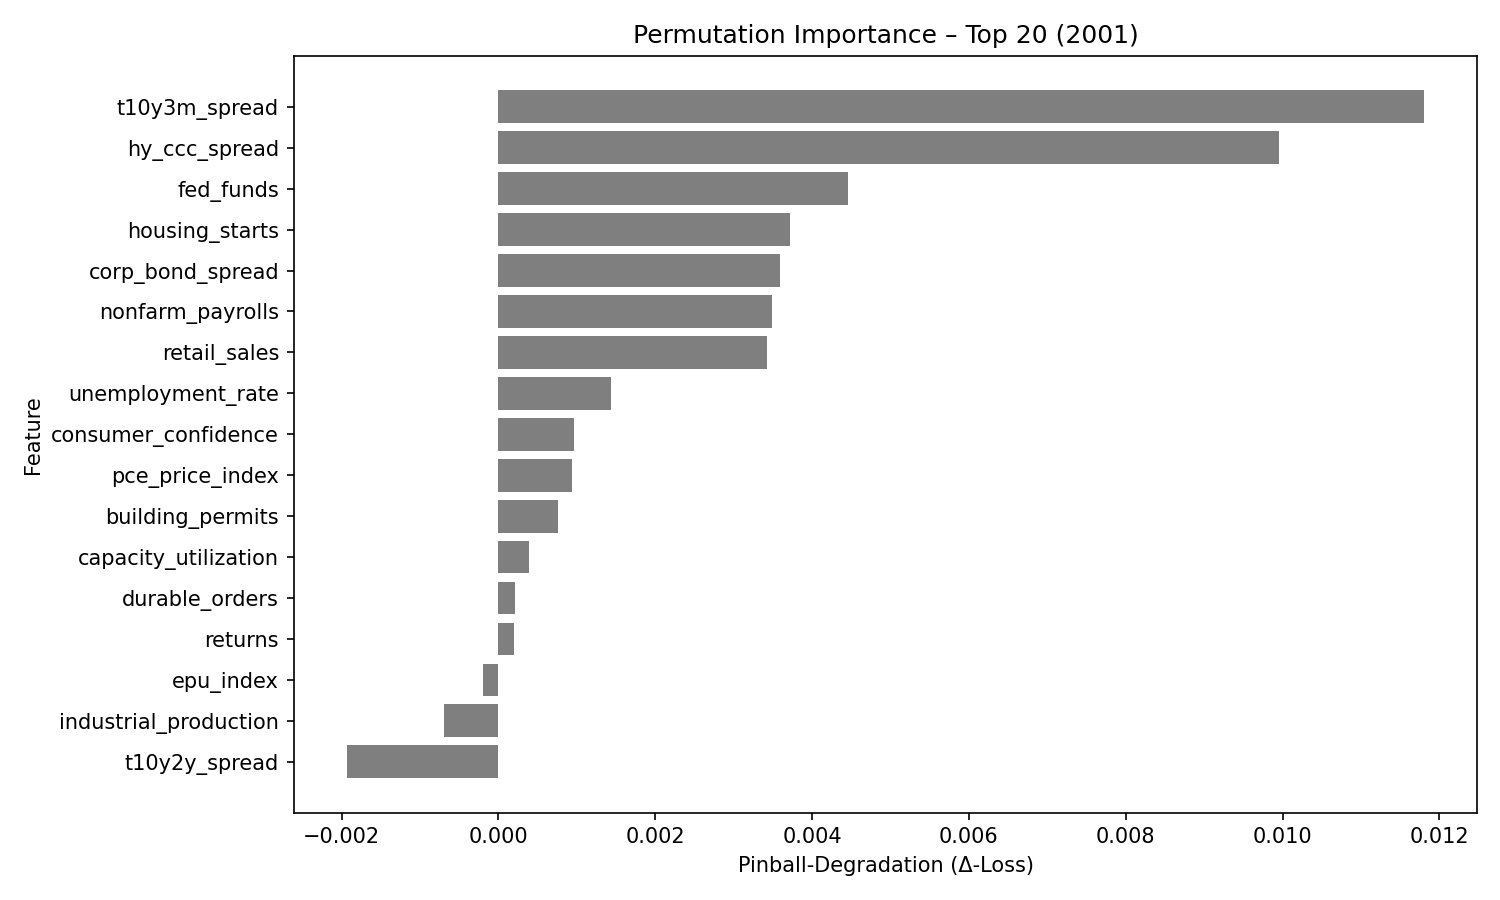 Permutation Importance – Top 20 (2001)
t10y3m_spread
hy_ccc_spread
fed_funds
housing_starts
corp_bond_spread
nonfarm_payrolls
retail_sales
unemployment_rate
consumer_confidence
pce_price_index
building_permits
capacity_utilization
durable_orders
returns
epu_index
industrial_production
t10y2y_spread
Feature
−0.002 0.000 0.002 0.004 0.006 0.008 0.010 0.012
Pinball-Degradation (Δ-Loss)